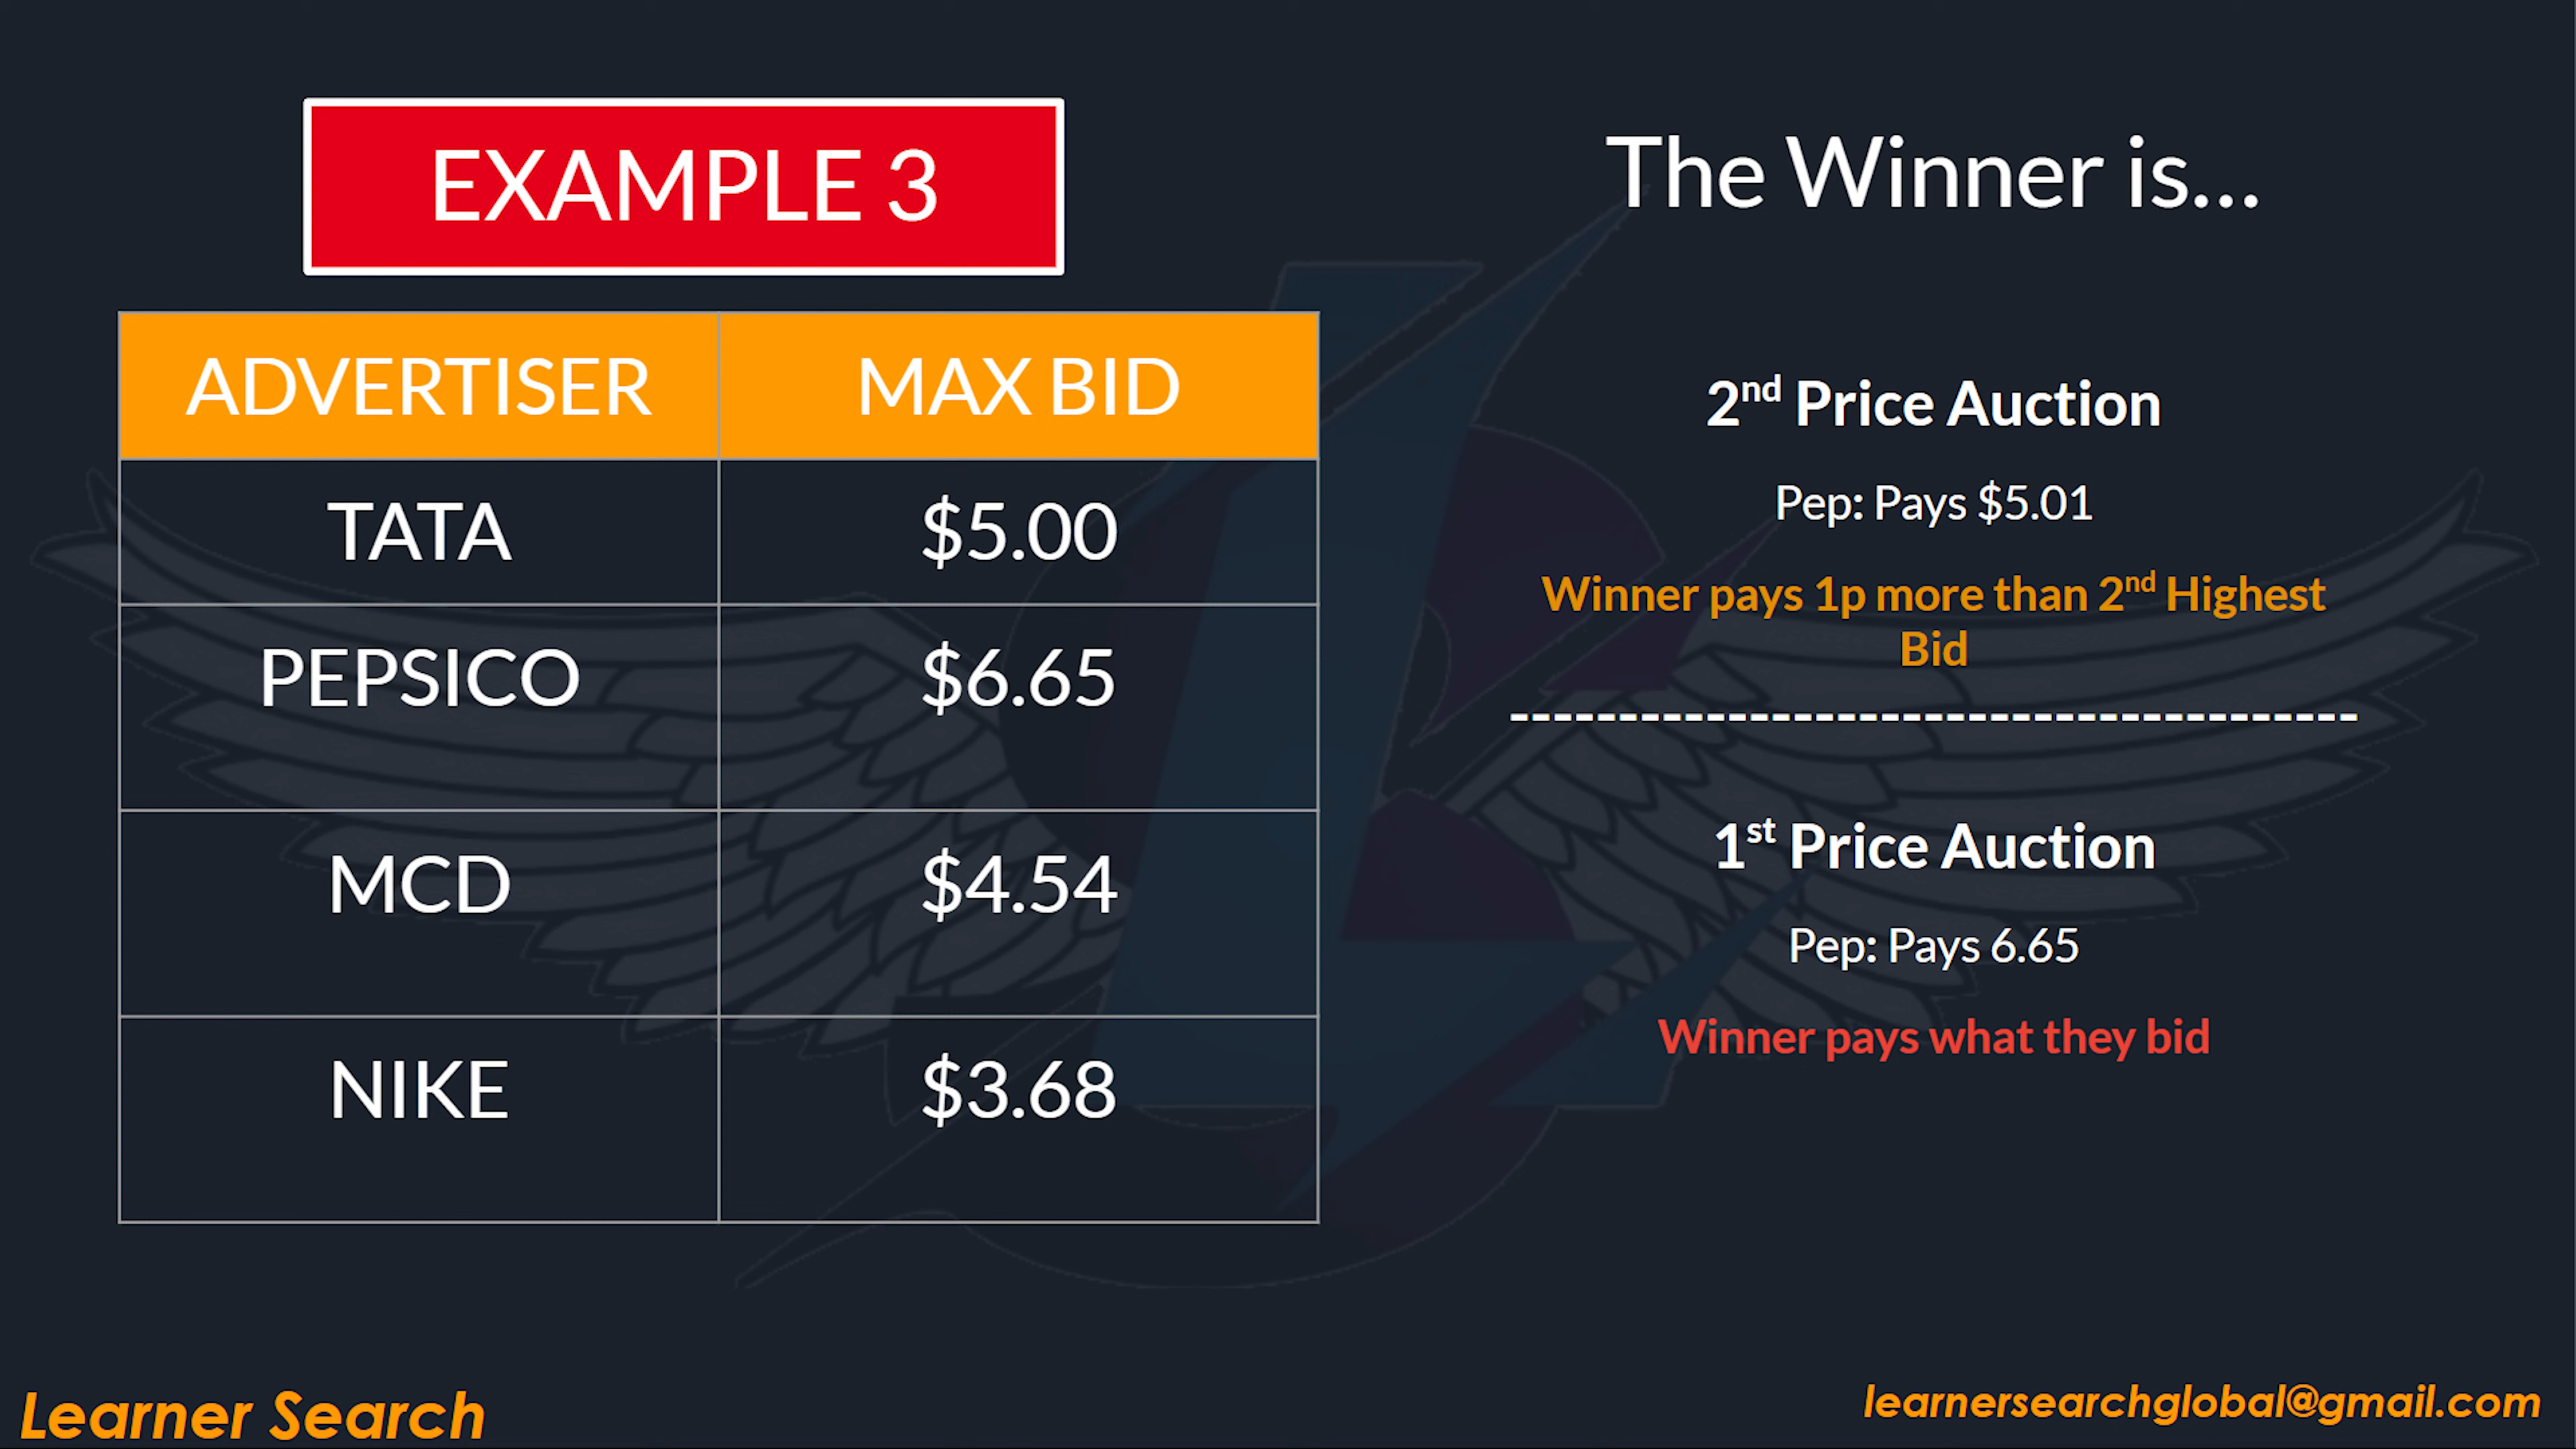 EXAMPLE 3
ADVERTISER MAX BID
TATA $5.00
PEPSICO $6.65
MCD $4.54
NIKE $3.68
The Winner is...
2nd Price Auction
Pep: Pays $5.01
Winner pays 1p more than 2nd Highest
Bid
----------------------------------------
1st Price Auction
Pep: Pays 6.65
Winner pays what they bid
Learner Search
learnersearchglobal@gmail.com